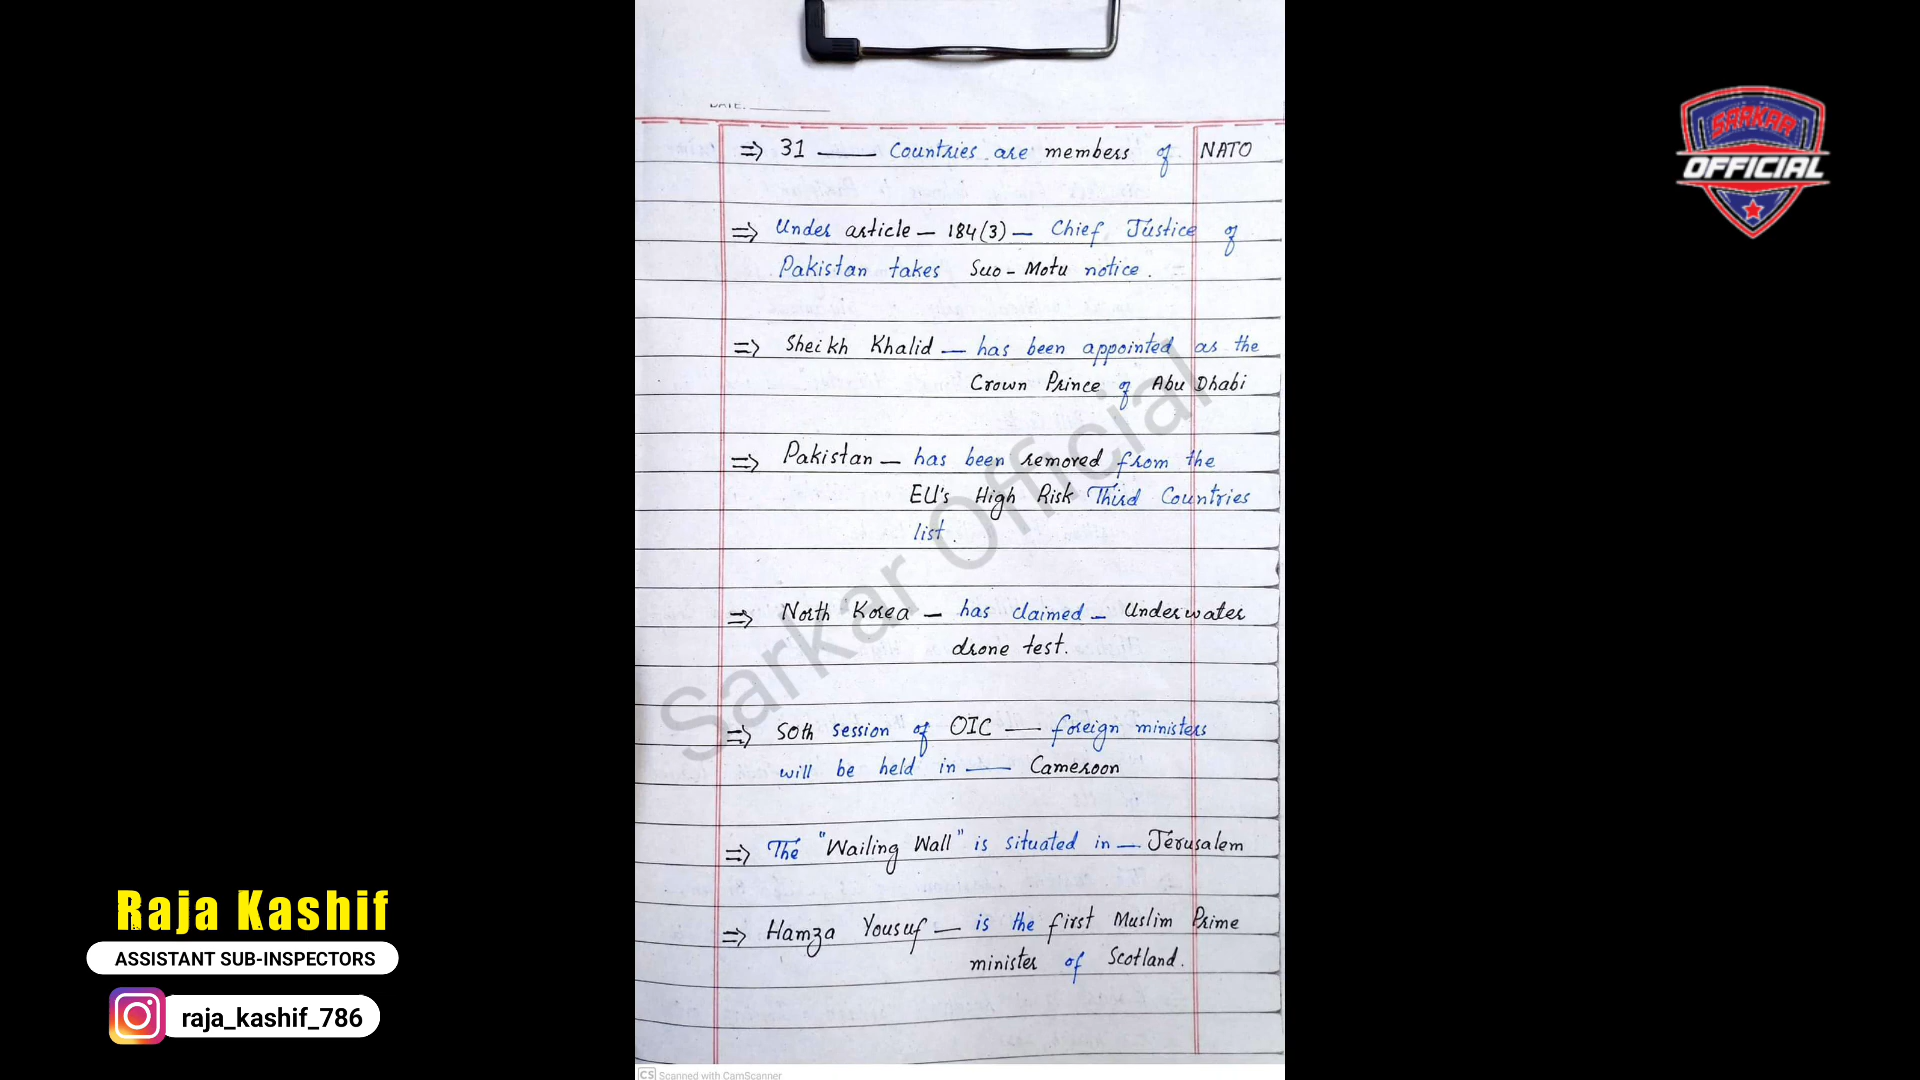 DATE:
⇒ 31 —— Countries are members of NATO
⇒ Under article — 184(3) — Chief Justice of
Pakistan takes Suo-Motu notice.
⇒ Sheikh Khalid — has been appointed as the
Crown Prince of Abu Dhabi
⇒ Pakistan — has been removed from the
EU's High Risk Third Countries
list.
⇒ North Korea — has claimed — Underwater
drone test.
⇒ 50th session of OIC —— foreign ministers
will be held in —— Cameroon
⇒ The "Wailing Wall" is situated in — Jerusalem
⇒ Hamza Yousuf — is the first Muslim Prime
minister of Scotland.
Sarkar Official
CS Scanned with CamScanner
SARKAR
OFFICIAL
Raja Kashif
ASSISTANT SUB-INSPECTORS
raja_kashif_786